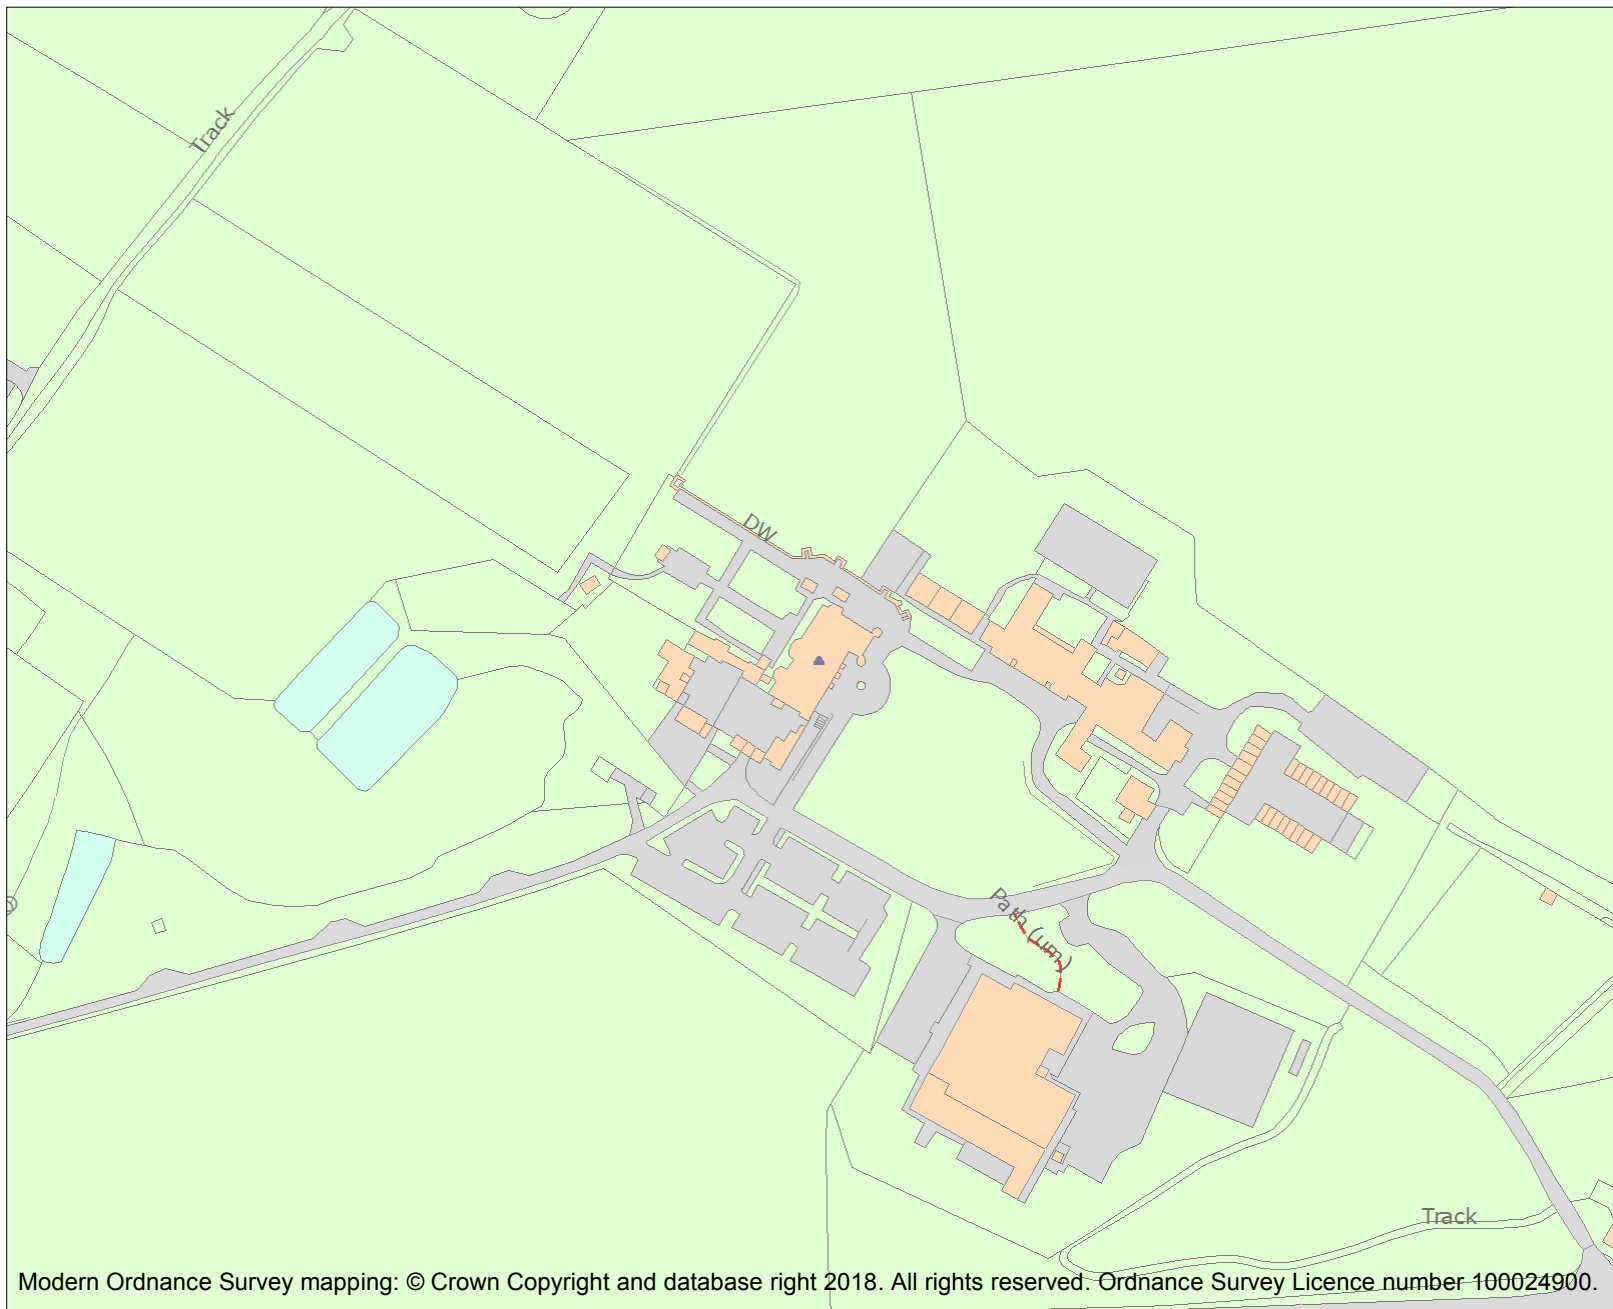 Track
DW
Path (um)
Track
Modern Ordnance Survey mapping: © Crown Copyright and database right 2018. All rights reserved. Ordnance Survey Licence number 100024900.